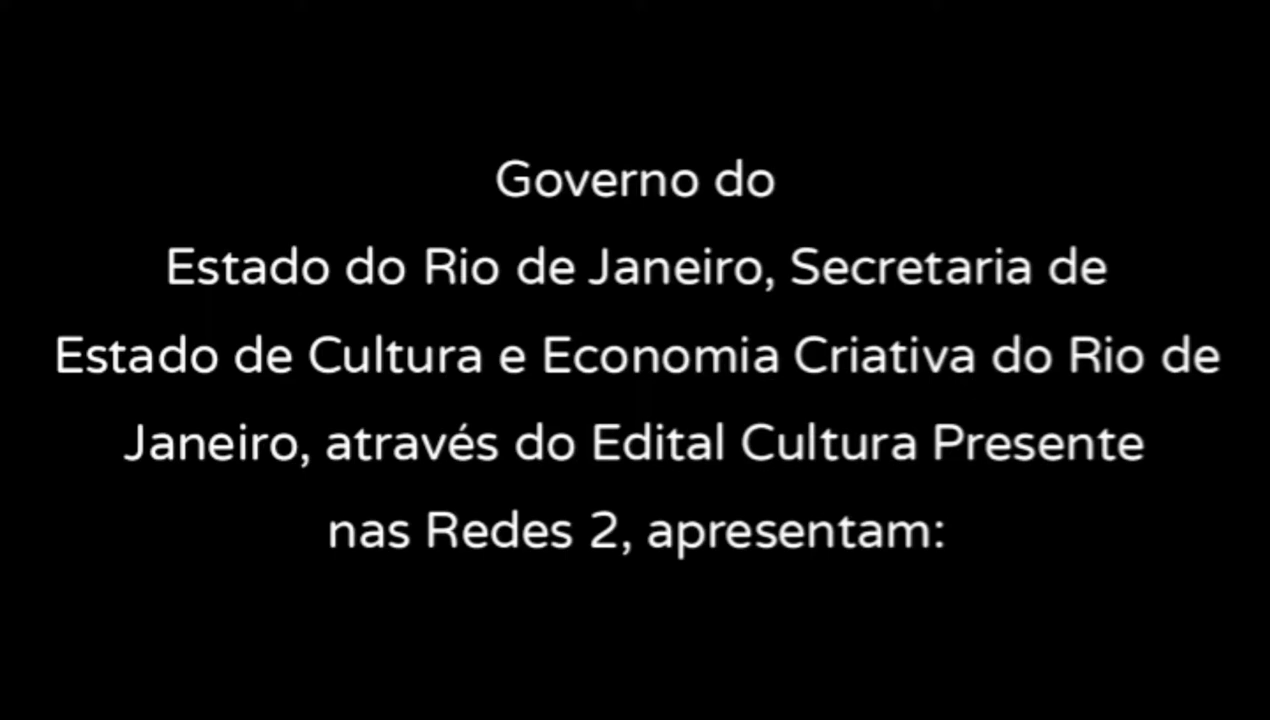 Governo do
Estado do Rio de Janeiro, Secretaria de
Estado de Cultura e Economia Criativa do Rio de
Janeiro, através do Edital Cultura Presente
nas Redes 2, apresentam: